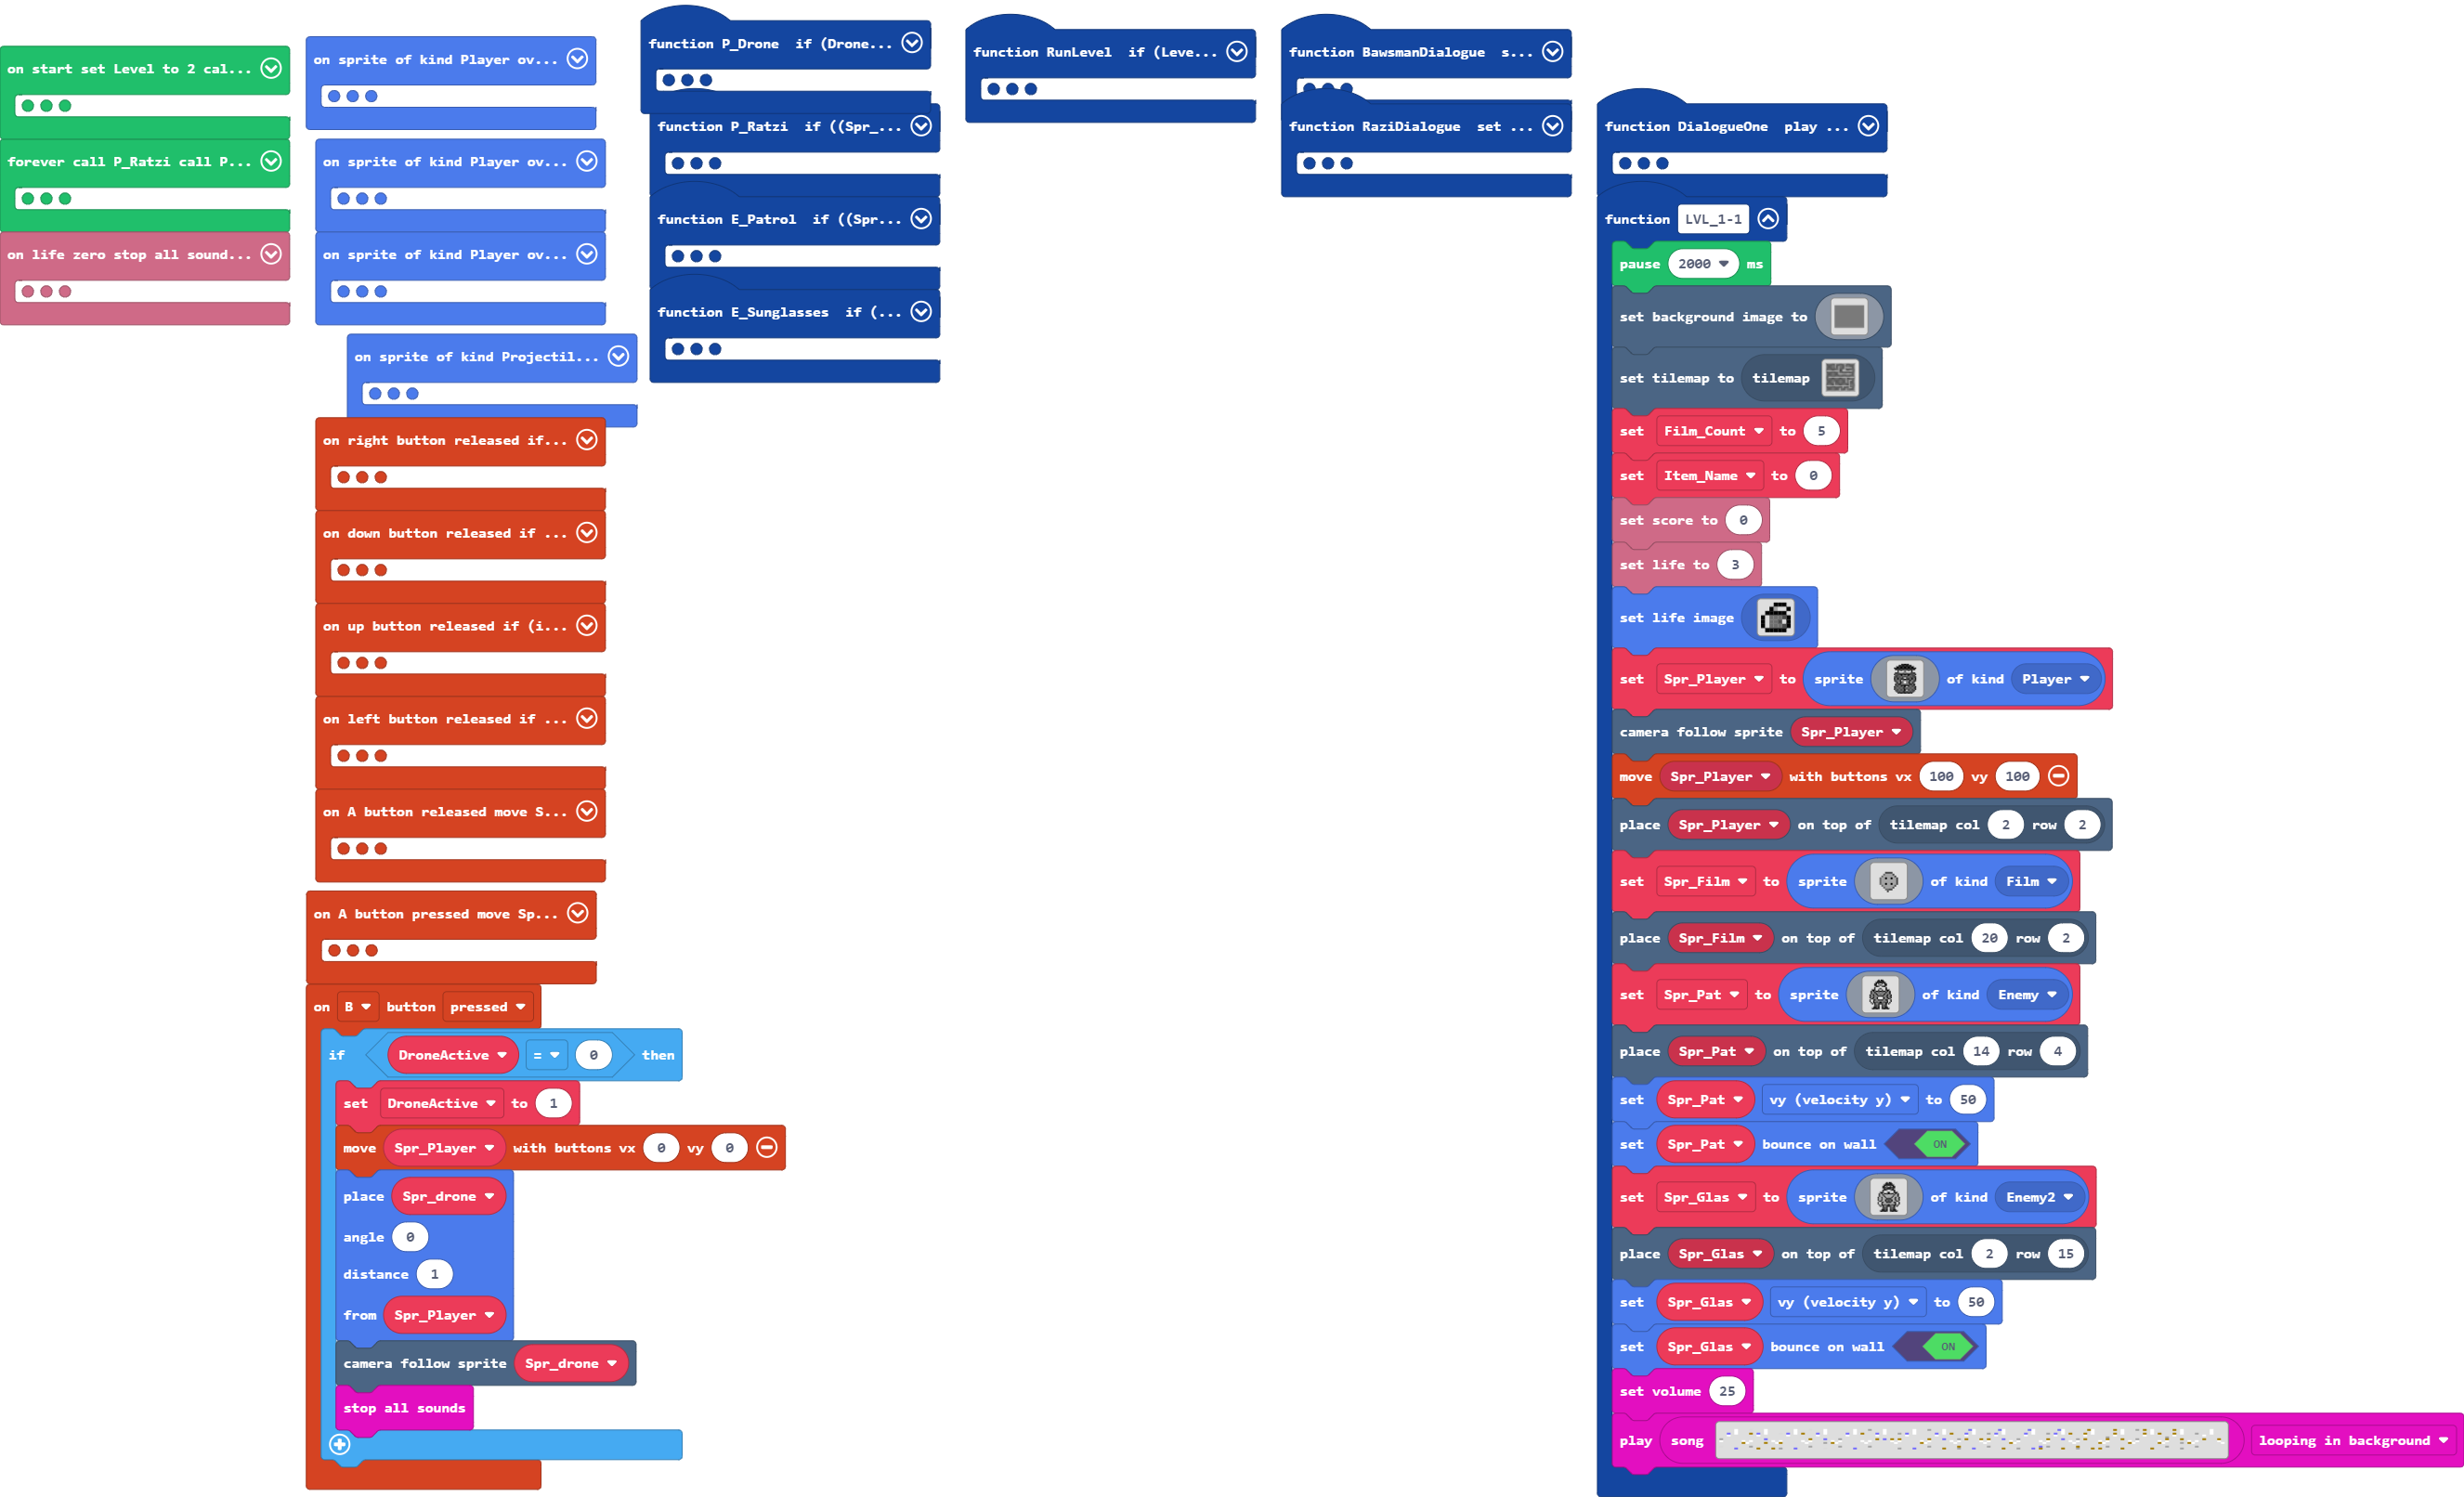 on start set Level to 2 cal...
forever call P_Ratzi call P...
on life zero stop all sound...
on sprite of kind Player ov...
on sprite of kind Player ov...
on sprite of kind Player ov...
on sprite of kind Projectil...
on right button released if...
on down button released if ...
on up button released if (i...
on left button released if ...
on A button released move S...
on A button pressed move Sp...
on B button pressed
if DroneActive = 0 then
set DroneActive to 1
move Spr_Player with buttons vx 0 vy 0
place Spr_drone
angle 0
distance 1
from Spr_Player
camera follow sprite Spr_drone
stop all sounds
function P_Drone if (Drone...
function P_Ratzi if ((Spr_...
function E_Patrol if ((Spr...
function E_Sunglasses if (...
function RunLevel if (Leve...
function BawsmanDialogue s...
function RaziDialogue set ...
function DialogueOne play ...
function LVL_1-1
pause 2000 ms
set background image to
set tilemap to tilemap
set Film_Count to 5
set Item_Name to 0
set score to 0
set life to 3
set life image
set Spr_Player to sprite of kind Player
camera follow sprite Spr_Player
move Spr_Player with buttons vx 100 vy 100
place Spr_Player on top of tilemap col 2 row 2
set Spr_Film to sprite of kind Film
place Spr_Film on top of tilemap col 20 row 2
set Spr_Pat to sprite of kind Enemy
place Spr_Pat on top of tilemap col 14 row 4
set Spr_Pat vy (velocity y) to 50
set Spr_Pat bounce on wall ON
set Spr_Glas to sprite of kind Enemy2
place Spr_Glas on top of tilemap col 2 row 15
set Spr_Glas vy (velocity y) to 50
set Spr_Glas bounce on wall ON
set volume 25
play song looping in background